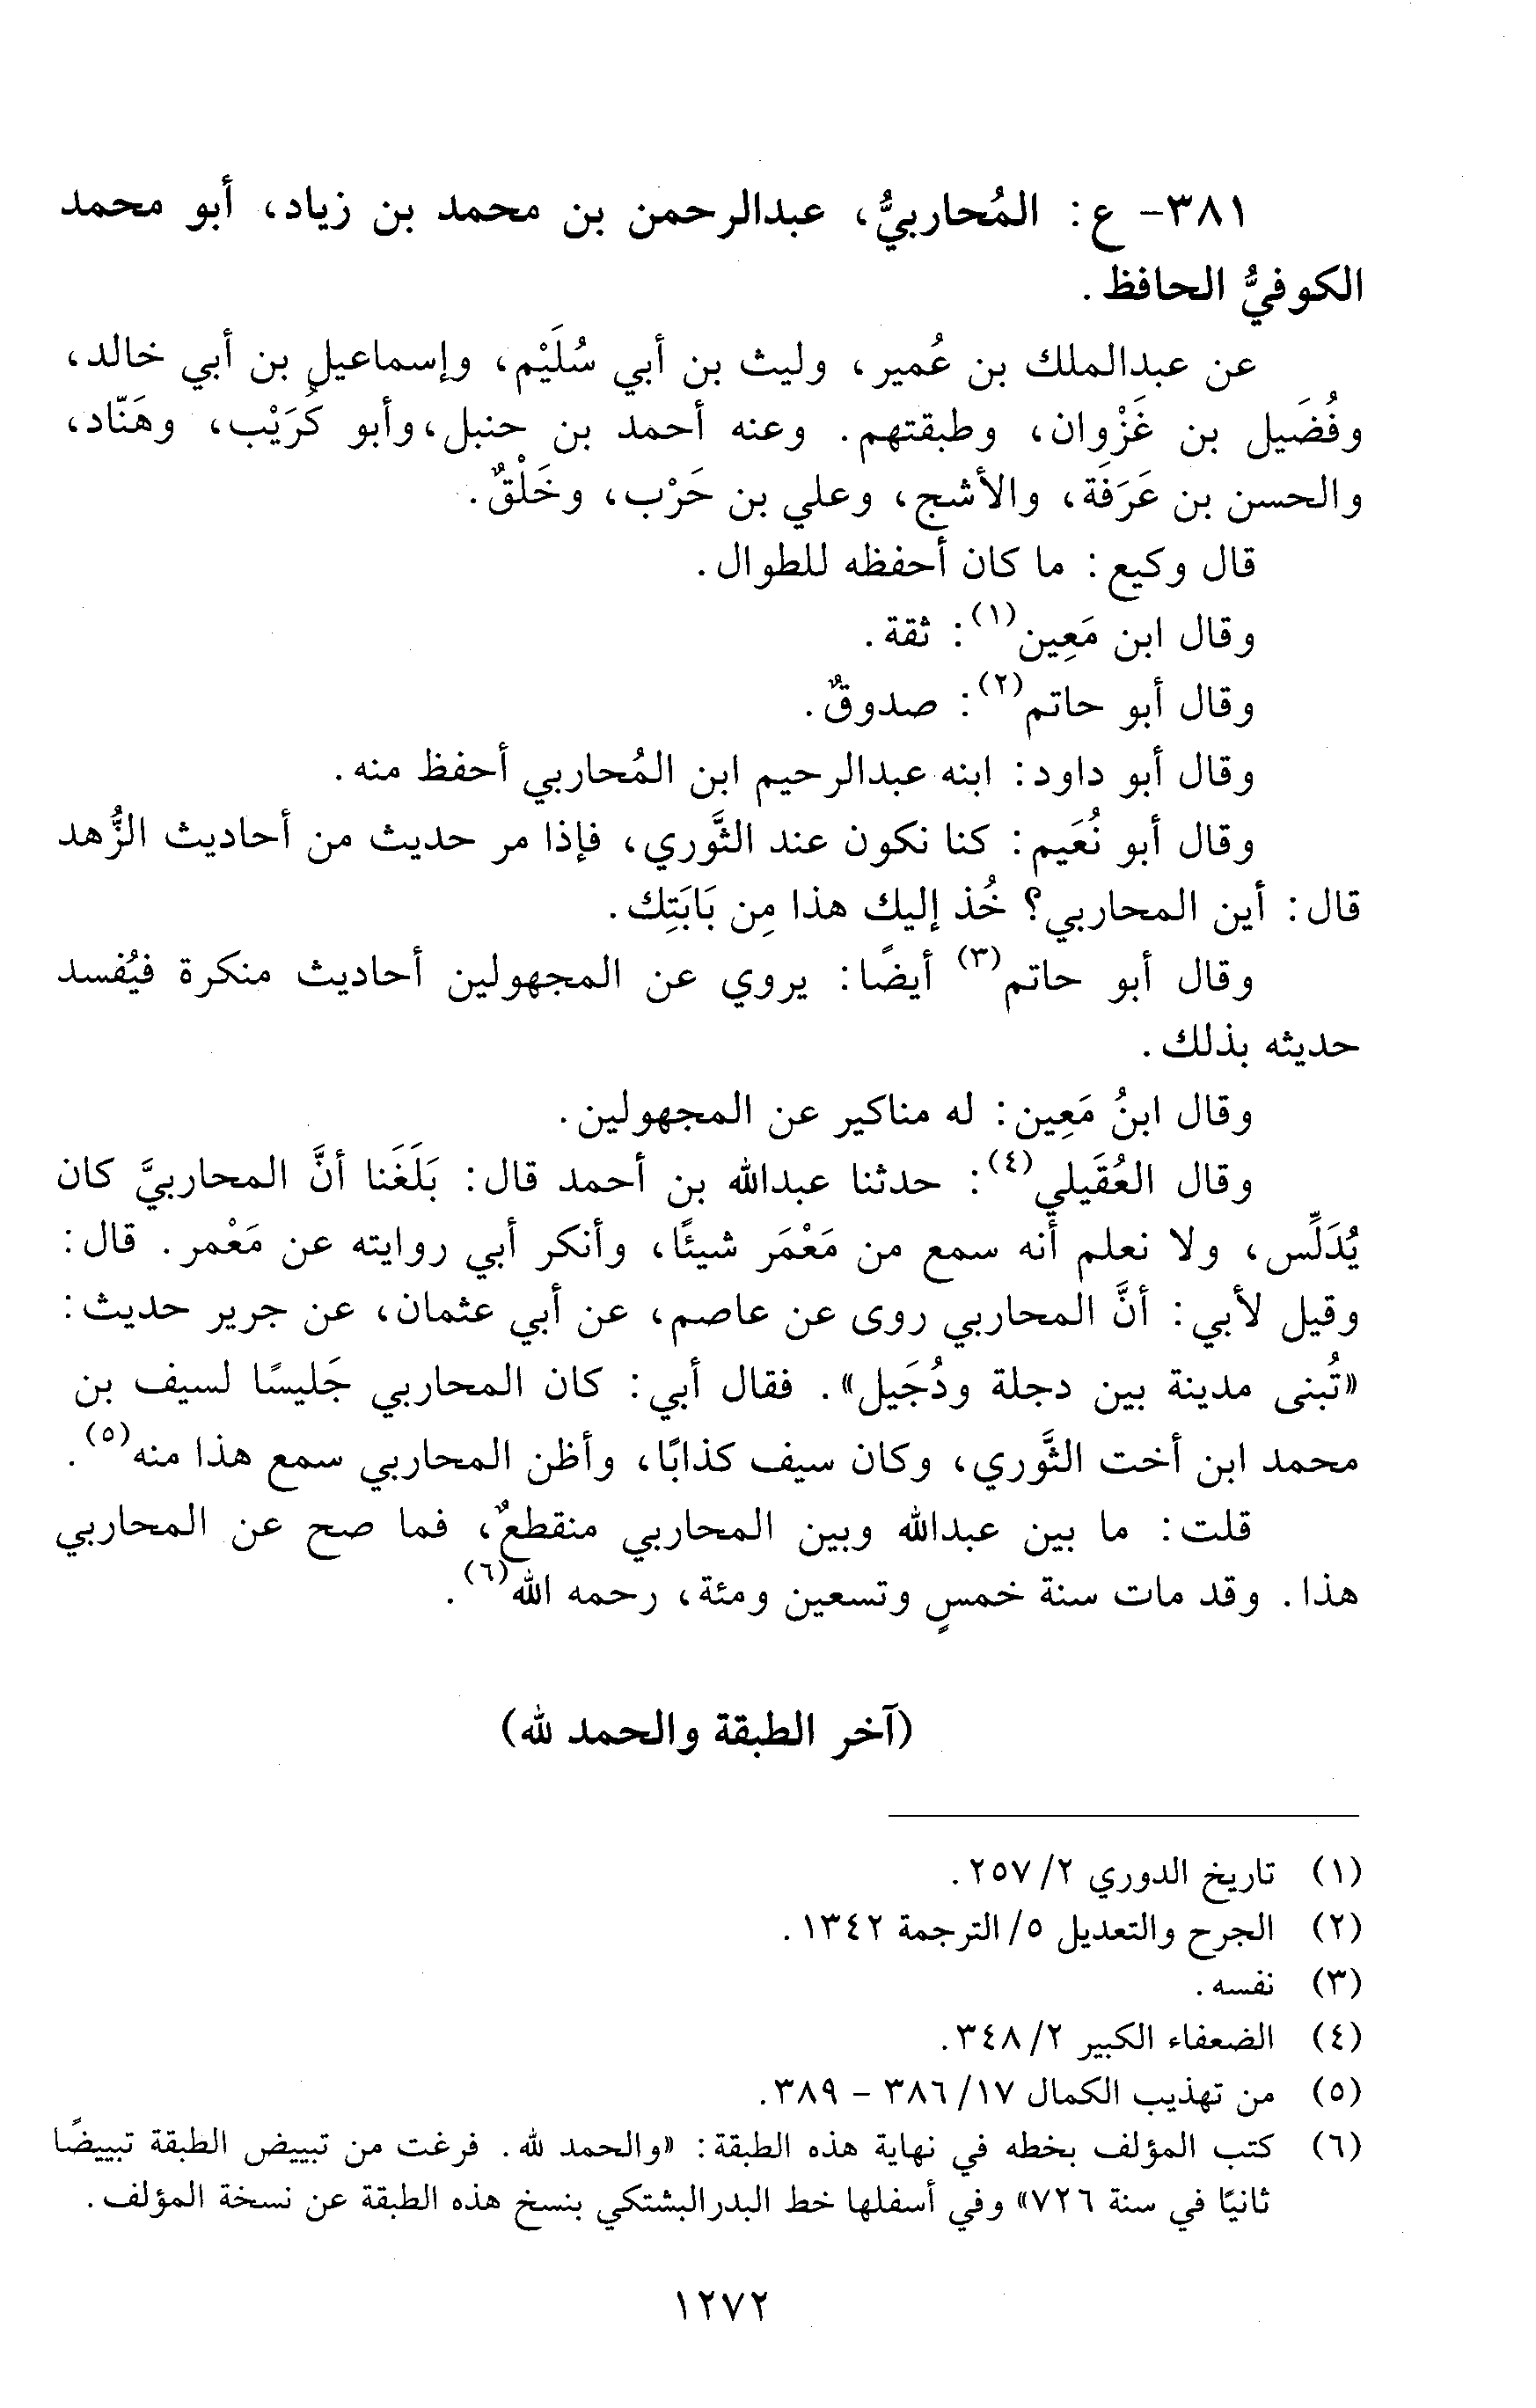 ٣٨١- ع: المُحاربيُّ، عبدالرحمن بن محمد بن زياد، أبو محمد
الكوفيُّ الحافظ.
عن عبدالملك بن عُمير، وليث بن أبي سُلَيْم، وإسماعيل بن أبي خالد،
وفُضَيل بن غَزْوان، وطبقتهم. وعنه أحمد بن حنبل،وأبو كُرَيْب، وهَنّاد،
والحسن بن عَرَفَة، والأشج، وعلي بن حَرْب، وخَلْقٌ.
قال وكيع: ما كان أحفظه للطوال.
وقال ابن مَعِين(١): ثقة.
وقال أبو حاتم(٢): صدوقٌ.
وقال أبو داود: ابنه عبدالرحيم ابن المُحاربي أحفظ منه.
وقال أبو نُعَيم: كنا نكون عند الثَّوري، فإذا مر حديث من أحاديث الزُّهد
قال: أين المحاربي؟ خُذ إليك هذا مِن بَابَتِك.
وقال أبو حاتم(٣) أيضًا: يروي عن المجهولين أحاديث منكرة فيُفسد
حديثه بذلك.
وقال ابنُ مَعِين: له مناكير عن المجهولين.
وقال العُقَيلي(٤): حدثنا عبدالله بن أحمد قال: بَلَغَنا أنَّ المحاربيَّ كان
يُدَلِّس، ولا نعلم أنه سمع من مَعْمَر شيئًا، وأنكر أبي روايته عن مَعْمر. قال:
وقيل لأبي: أنَّ المحاربي روى عن عاصم، عن أبي عثمان، عن جرير حديث:
«تُبنى مدينة بين دجلة ودُجَيل». فقال أبي: كان المحاربي جَليسًا لسيف بن
محمد ابن أخت الثَّوري، وكان سيف كذابًا، وأظن المحاربي سمع هذا منه(٥).
قلت: ما بين عبدالله وبين المحاربي منقطعٌ، فما صح عن المحاربي
هذا. وقد مات سنة خمسٍ وتسعين ومئة، رحمه الله(٦).
(آخر الطبقة والحمد لله)
(١) تاريخ الدوري ٢/ ٢٥٧.
(٢) الجرح والتعديل ٥/ الترجمة ١٣٤٢.
(٣) نفسه.
(٤) الضعفاء الكبير ٢/ ٣٤٨.
(٥) من تهذيب الكمال ١٧/ ٣٨٦ - ٣٨٩.
(٦) كتب المؤلف بخطه في نهاية هذه الطبقة: «والحمد لله. فرغت من تبييض الطبقة تبييضًا
ثانيًا في سنة ٧٢٦» وفي أسفلها خط البدرالبشتكي بنسخ هذه الطبقة عن نسخة المؤلف.
١٢٧٢